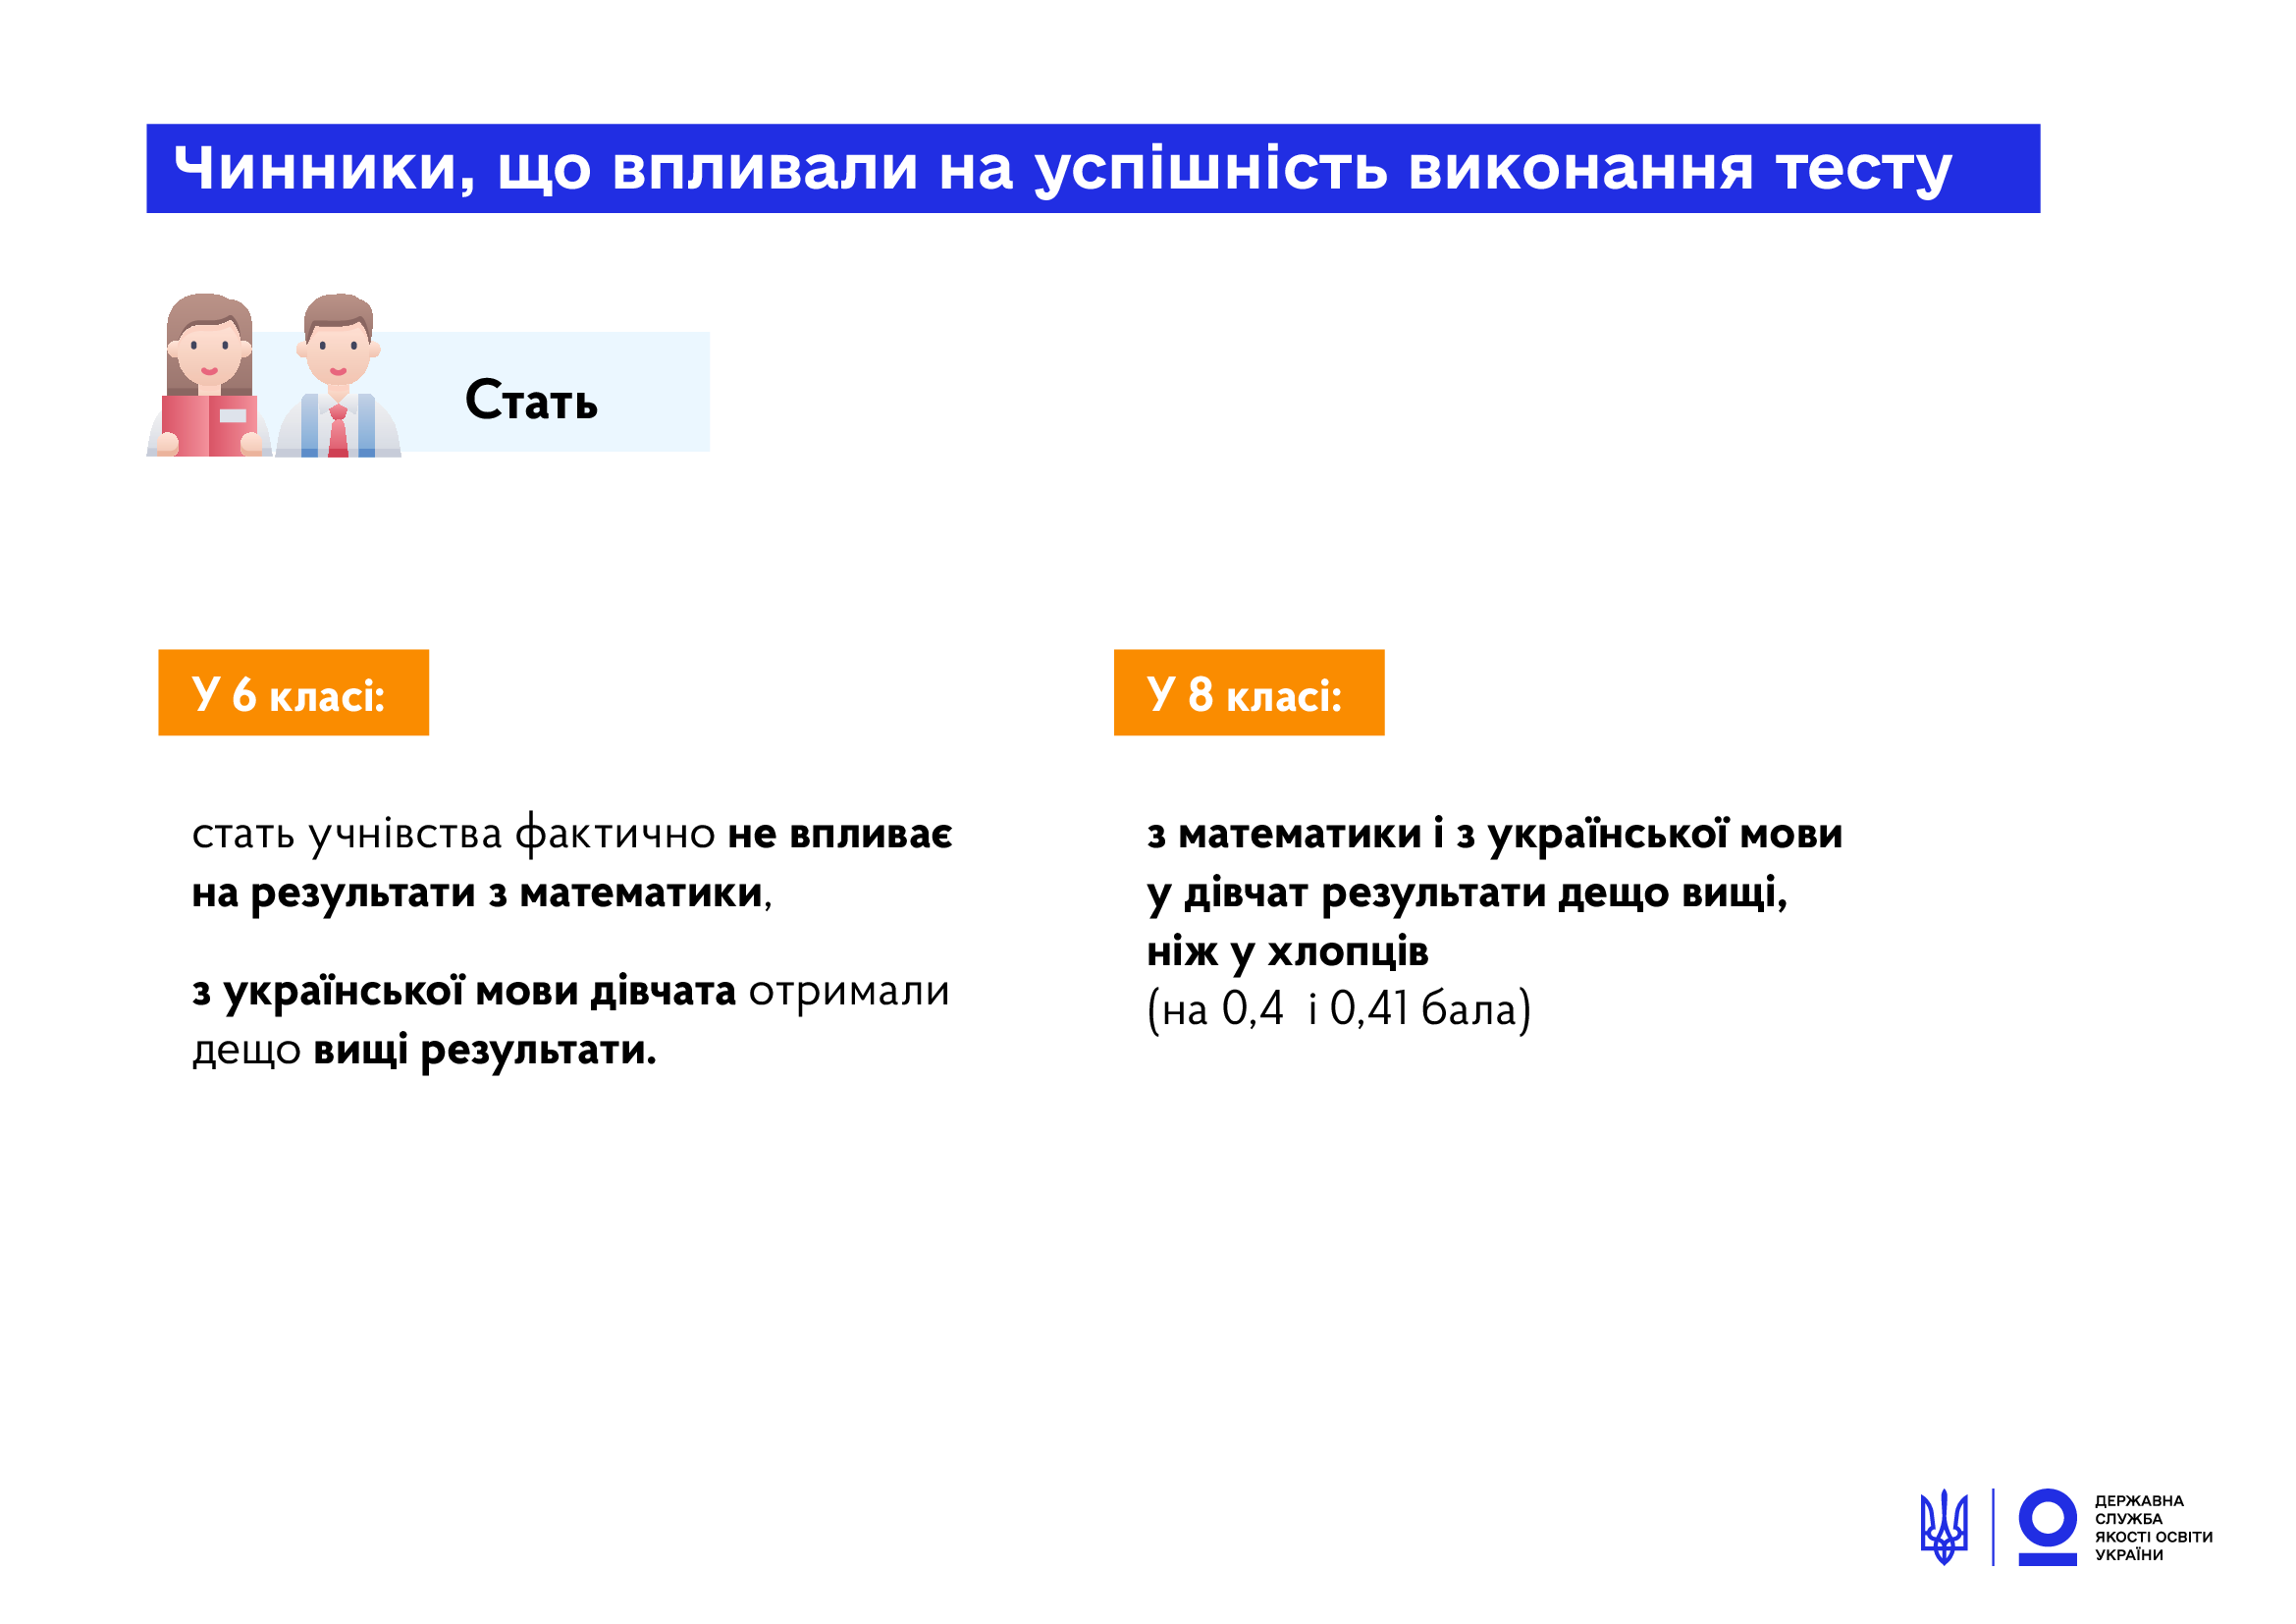 Чинники, що впливали на успішність виконання тесту
Стать
У 6 класі:
стать учнівства фактично не впливає
на результати з математики,
з української мови дівчата отримали
дещо вищі результати.
У 8 класі:
з математики і з української мови
у дівчат результати дещо вищі,
ніж у хлопців
(на 0,4 і 0,41 бала)
ДЕРЖАВНА
СЛУЖБА
ЯКОСТІ ОСВІТИ
УКРАЇНИ